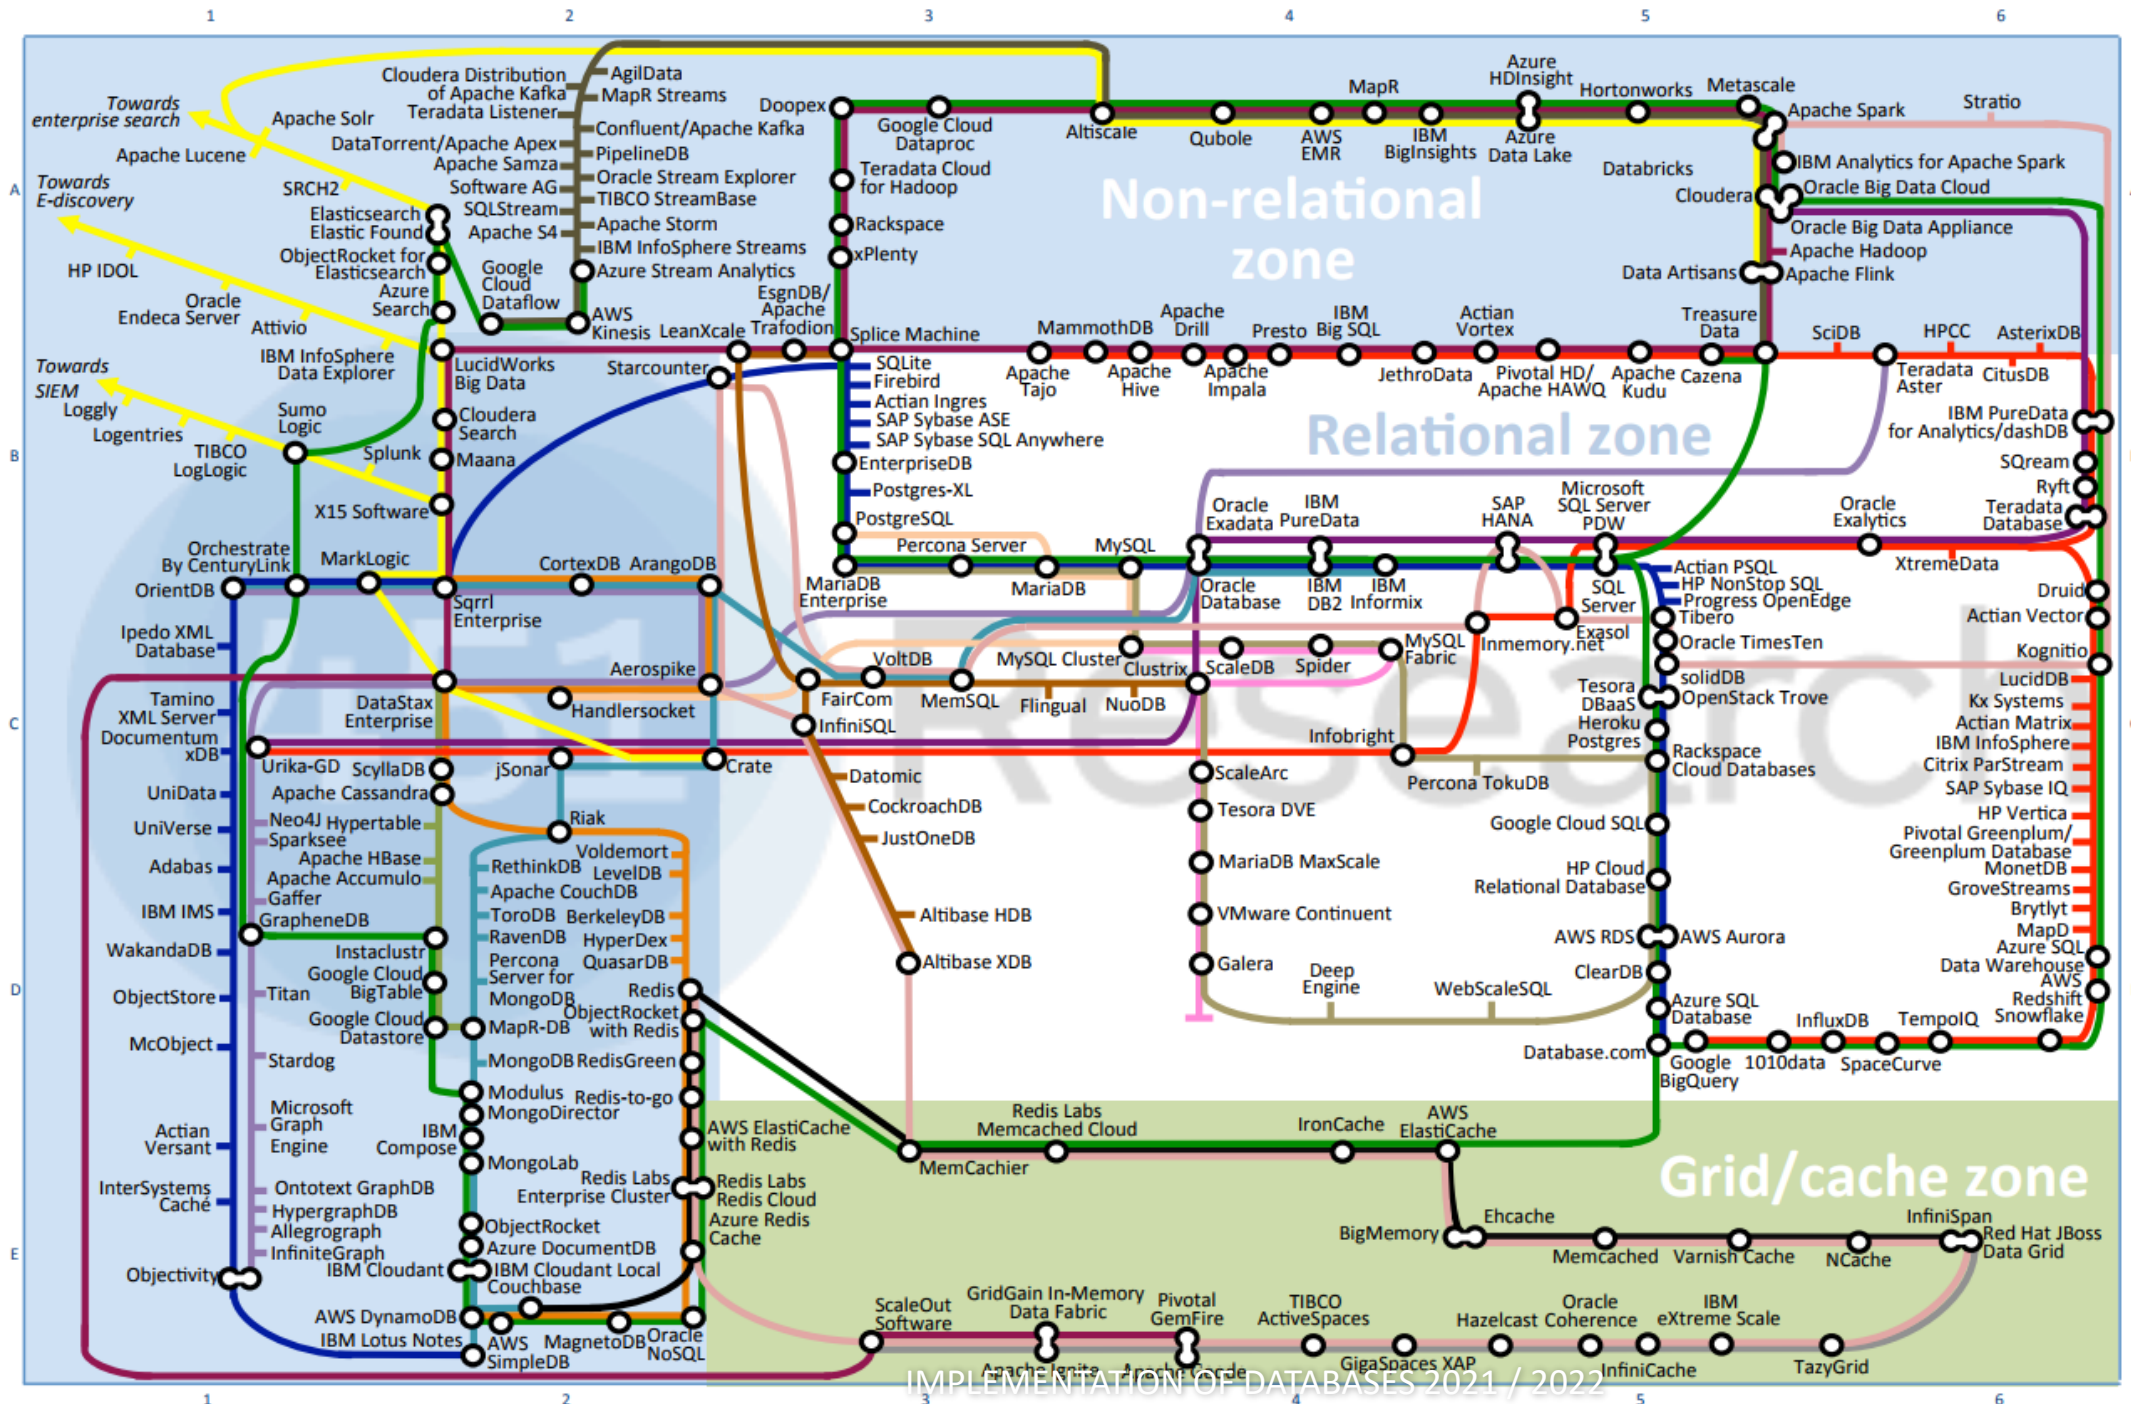 1
2
3
4
5
6
A
B
C
D
E
Non-relational
zone
Relational zone
Grid/cache zone
451 Research
Towards
enterprise search
Apache Solr
Apache Lucene
SRCH2
Towards
E-discovery
HP IDOL
Oracle
Endeca Server
Attivio
IBM InfoSphere
Data Explorer
Towards
SIEM
Loggly
Logentries
TIBCO
LogLogic
Sumo
Logic
Splunk
X15 Software
Elasticsearch
Elastic Found
ObjectRocket for
Elasticsearch
Azure
Search
LucidWorks
Big Data
Cloudera
Search
Maana
Cloudera Distribution
of Apache Kafka
Teradata Listener
DataTorrent/Apache Apex
Apache Samza
Software AG
SQLStream
Apache S4
AgilData
MapR Streams
Confluent/Apache Kafka
PipelineDB
Oracle Stream Explorer
TIBCO StreamBase
Apache Storm
IBM InfoSphere Streams
Azure Stream Analytics
Google
Cloud
Dataflow
AWS
Kinesis
LeanXcale
EsgnDB/
Apache
Trafodion
Splice Machine
Starcounter
Doopex
Google Cloud
Dataproc
Teradata Cloud
for Hadoop
Rackspace
xPlenty
Altiscale
Qubole
AWS
EMR
MapR
IBM
BigInsights
Azure
HDInsight
Azure
Data Lake
Hortonworks
Metascale
Apache Spark
Stratio
Databricks
IBM Analytics for Apache Spark
Cloudera
Oracle Big Data Cloud
Oracle Big Data Appliance
Apache Hadoop
Data Artisans
Apache Flink
MammothDB
Apache
Drill
Presto
IBM
Big SQL
Actian
Vortex
Treasure
Data
SciDB
HPCC
AsterixDB
Apache
Tajo
Apache
Hive
Apache
Impala
JethroData
Pivotal HD/
Apache HAWQ
Apache
Kudu
Cazena
Teradata
Aster
CitusDB
SQLite
Firebird
Actian Ingres
SAP Sybase ASE
SAP Sybase SQL Anywhere
EnterpriseDB
Postgres-XL
PostgreSQL
IBM PureData
for Analytics/dashDB
SQream
Ryft
Teradata
Database
Oracle
Exadata
IBM
PureData
SAP
HANA
Microsoft
SQL Server
PDW
Oracle
Exalytics
XtremeData
Percona Server
MySQL
MariaDB
Enterprise
MariaDB
Oracle
Database
IBM
DB2
IBM
Informix
SQL
Server
Actian PSQL
HP NonStop SQL
Progress OpenEdge
Tibero
Oracle TimesTen
solidDB
OpenStack Trove
Tesora
DBaaS
Heroku
Postgres
Rackspace
Cloud Databases
Google Cloud SQL
HP Cloud
Relational Database
AWS RDS
AWS Aurora
ClearDB
Azure SQL
Database
Database.com
Druid
Actian Vector
Kognitio
LucidDB
Kx Systems
Actian Matrix
IBM InfoSphere
Citrix ParStream
SAP Sybase IQ
HP Vertica
Pivotal Greenplum/
Greenplum Database
MonetDB
GroveStreams
Brytlyt
MapD
Azure SQL
Data Warehouse
AWS
Redshift
Snowflake
Google
BigQuery
1010data
InfluxDB
SpaceCurve
TempoIQ
Orchestrate
By CenturyLink
MarkLogic
OrientDB
Sqrrl
Enterprise
CortexDB
ArangoDB
Ipedo XML
Database
Tamino
XML Server
Documentum
xDB
UniData
UniVerse
Adabas
IBM IMS
WakandaDB
ObjectStore
McObject
Actian
Versant
InterSystems
Caché
Objectivity
DataStax
Enterprise
Aerospike
Handlersocket
Urika-GD
ScyllaDB
Apache Cassandra
jSonar
Crate
Neo4J
Sparksee
Hypertable
Apache HBase
Apache Accumulo
Gaffer
GrapheneDB
Instaclustr
Google Cloud
BigTable
Google Cloud
Datastore
Titan
Stardog
Microsoft
Graph
Engine
Ontotext GraphDB
HypergraphDB
Allegrograph
InfiniteGraph
Riak
RethinkDB
Apache CouchDB
ToroDB
RavenDB
Percona
Server for
MongoDB
MapR-DB
MongoDB
Modulus
MongoDirector
IBM
Compose
MongoLab
ObjectRocket
Azure DocumentDB
IBM Cloudant
IBM Cloudant Local
Couchbase
AWS DynamoDB
IBM Lotus Notes
AWS
SimpleDB
MagnetoDB
Oracle
NoSQL
Voldemort
LevelDB
BerkeleyDB
HyperDex
QuasarDB
Redis
ObjectRocket
with Redis
RedisGreen
Redis-to-go
AWS ElastiCache
with Redis
Redis Labs
Enterprise Cluster
Redis Labs
Redis Cloud
Azure Redis
Cache
VoltDB
FairCom
InfiniSQL
MemSQL
Flingual
NuoDB
MySQL Cluster
Clustrix
ScaleDB
Spider
MySQL
Fabric
Inmemory.net
Exasol
Infobright
Percona TokuDB
Datomic
CockroachDB
JustOneDB
Altibase HDB
Altibase XDB
ScaleArc
Tesora DVE
MariaDB MaxScale
VMware Continuent
Galera
Deep
Engine
WebScaleSQL
Redis Labs
Memcached Cloud
MemCachier
IronCache
AWS
ElastiCache
BigMemory
Ehcache
Memcached
Varnish Cache
NCache
InfiniSpan
Red Hat JBoss
Data Grid
ScaleOut
Software
GridGain In-Memory
Data Fabric
Apache Ignite
Pivotal
GemFire
Apache Geode
TIBCO
ActiveSpaces
GigaSpaces XAP
Hazelcast
Oracle
Coherence
InfiniCache
IBM
eXtreme Scale
TazyGrid
IMPLEMENTATION OF DATABASES 2021 / 2022
1
2
3
4
5
6